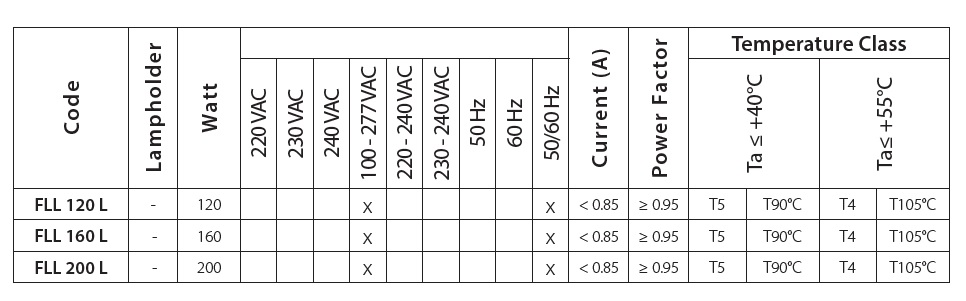 Code Lampholder Watt 220 VAC 230 VAC 240 VAC 100 - 277 VAC 220 - 240 VAC 230 - 240 VAC 50 Hz 60 Hz 50/60 Hz Current (A) Power Factor Temperature Class
Ta ≤ +40°C Ta≤ +55°C
FLL 120 L - 120 X X < 0.85 ≥ 0.95 T5 T90°C T4 T105°C
FLL 160 L - 160 X X < 0.85 ≥ 0.95 T5 T90°C T4 T105°C
FLL 200 L - 200 X X < 0.85 ≥ 0.95 T5 T90°C T4 T105°C